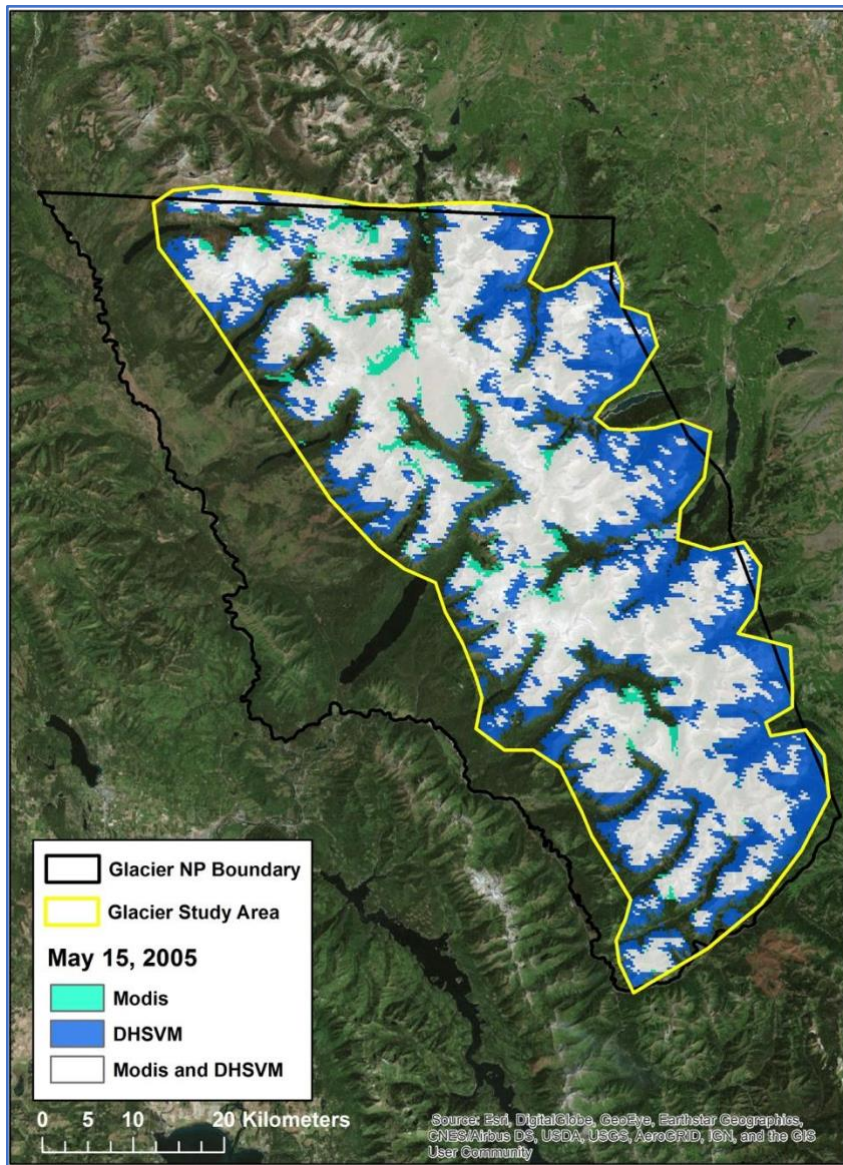 Glacier NP Boundary
Glacier Study Area
May 15, 2005
Modis
DHSVM
Modis and DHSVM
0 5 10 20 Kilometers
Source: Esri, DigitalGlobe, GeoEye, Earthstar Geographics,
CNES/Airbus DS, USDA, USGS, AeroGRID, IGN, and the GIS
User Community